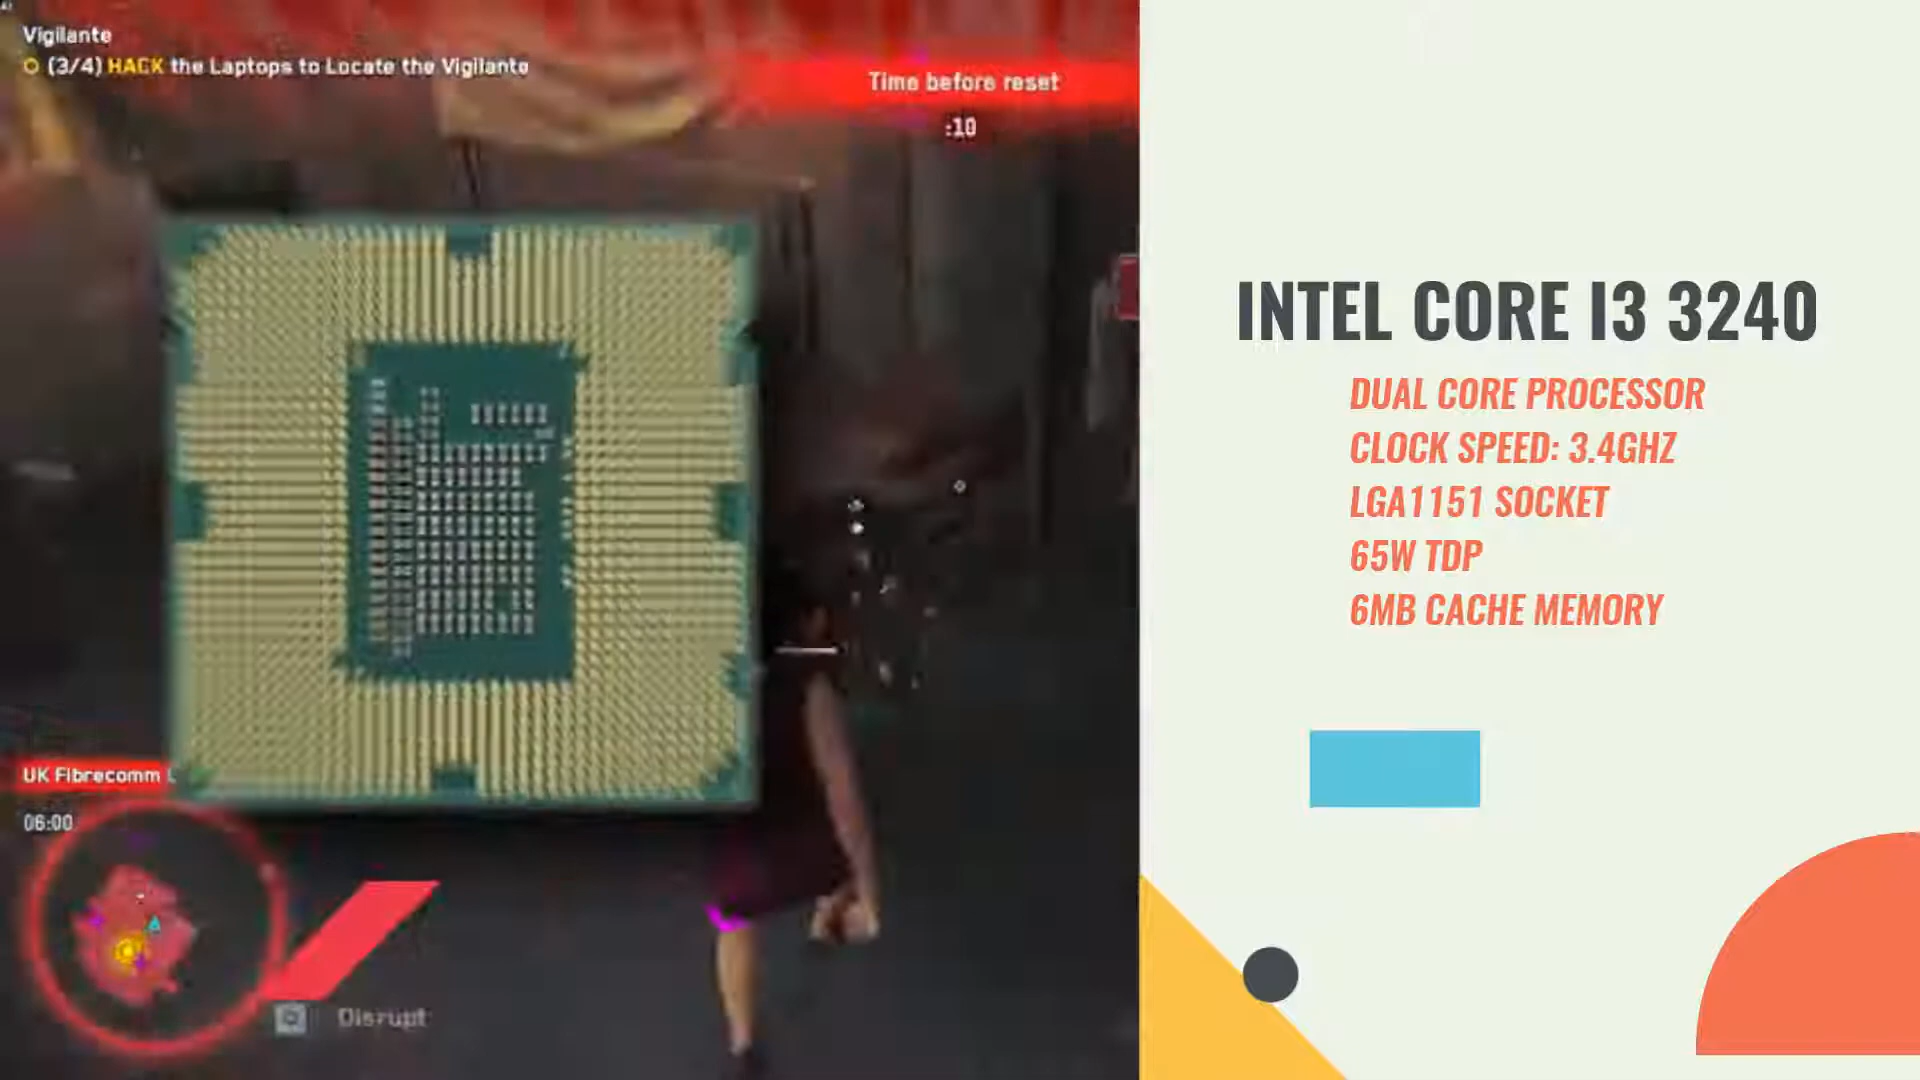 Vigilante
(3/4) HACK the Laptops to Locate the Vigilante
Time before reset
:10
INTEL CORE I3 3240
DUAL CORE PROCESSOR
CLOCK SPEED: 3.4GHZ
LGA1151 SOCKET
65W TDP
6MB CACHE MEMORY
UK Fibrecomm
06:00
Disrupt